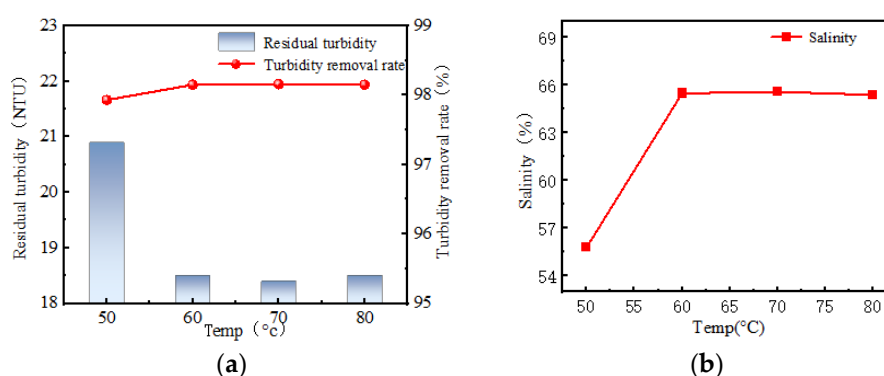 23
22
21
20
19
18
Residual turbidity（NTU）
Residual turbidity
Turbidity removal rate
99
98
97
96
95
Turbidity removal rate（%）
50 60 70 80
Temp（°c）
(a)
69
66
63
60
57
54
Salinity（%）
Salinity
50 55 60 65 70 75 80
Temp(°C)
(b)